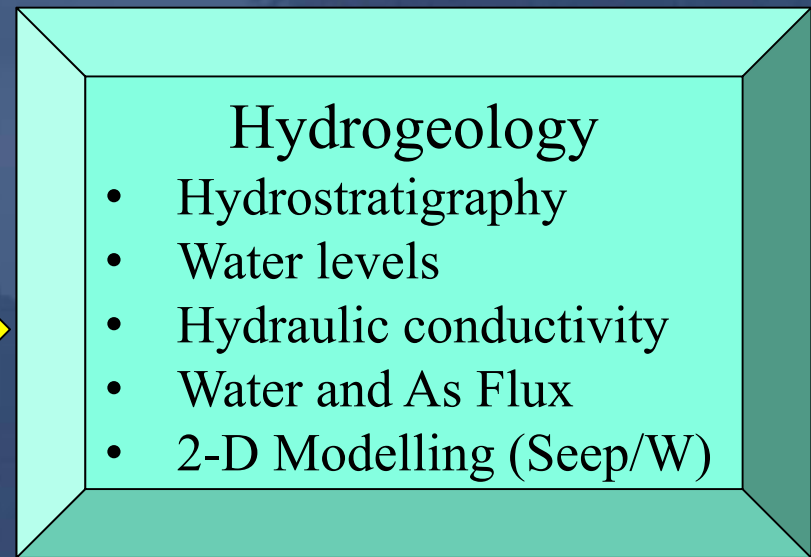 Hydrogeology
• Hydrostratigraphy
• Water levels
• Hydraulic conductivity
• Water and As Flux
• 2-D Modelling (Seep/W)